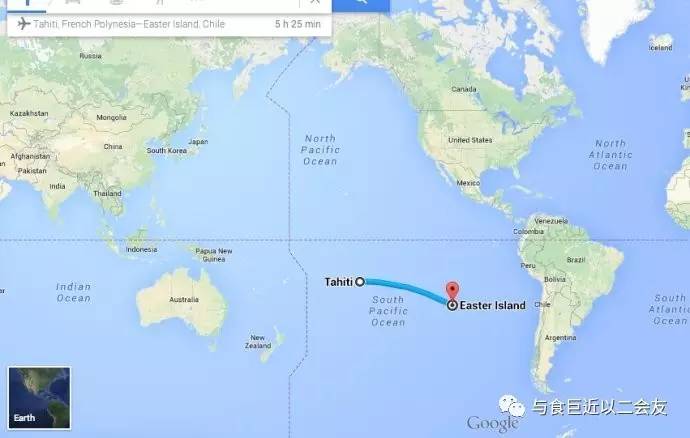 Tahiti, French Polynesia—Easter Island, Chile
5 h 25 min
Iceland
Canada
Kazakhstan
Mongolia
North
Pacific
Ocean
United States
North
Atlantic
Ocean
Japan
South Korea
China
Afghanistan
Pakistan
India
Thailand
Mexico
Venezuela
Colombia
Indonesia
Papua New
Guinea
Peru
Brazil
Bolivia
Indian
Ocean
Australia
Tahiti
South
Pacific
Ocean
Easter Island
Chile
South
Atlantic
Ocean
Argentina
New
Zealand
Earth
Google
与食巨近以二会友